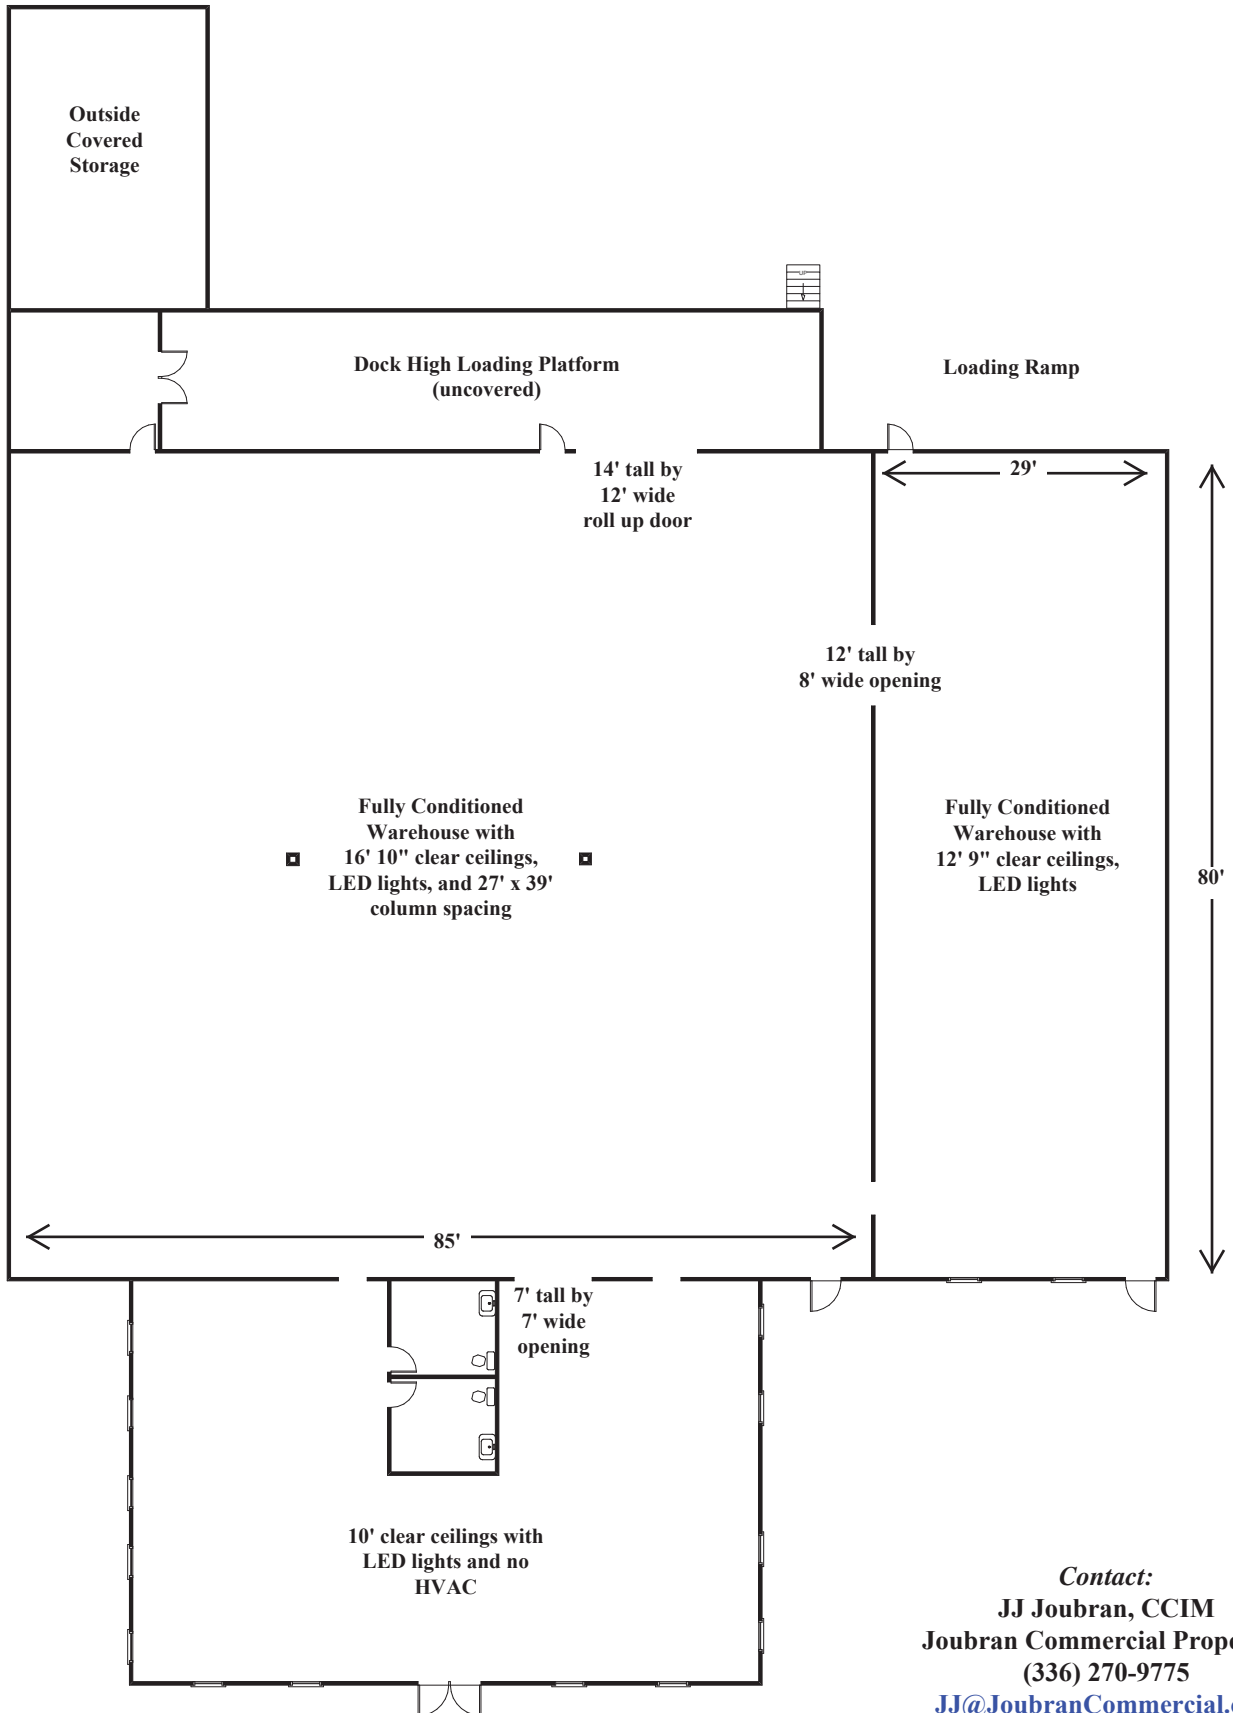 Outside
Covered
Storage
UP
Dock High Loading Platform
(uncovered)
Loading Ramp
14' tall by
12' wide
roll up door
29'
12' tall by
8' wide opening
Fully Conditioned
Warehouse with
16' 10" clear ceilings,
LED lights, and 27' x 39'
column spacing
Fully Conditioned
Warehouse with
12' 9" clear ceilings,
LED lights
80'
85'
7' tall by
7' wide
opening
10' clear ceilings with
LED lights and no
HVAC
Contact:
JJ Joubran, CCIM
Joubran Commercial
(336) 270-9775